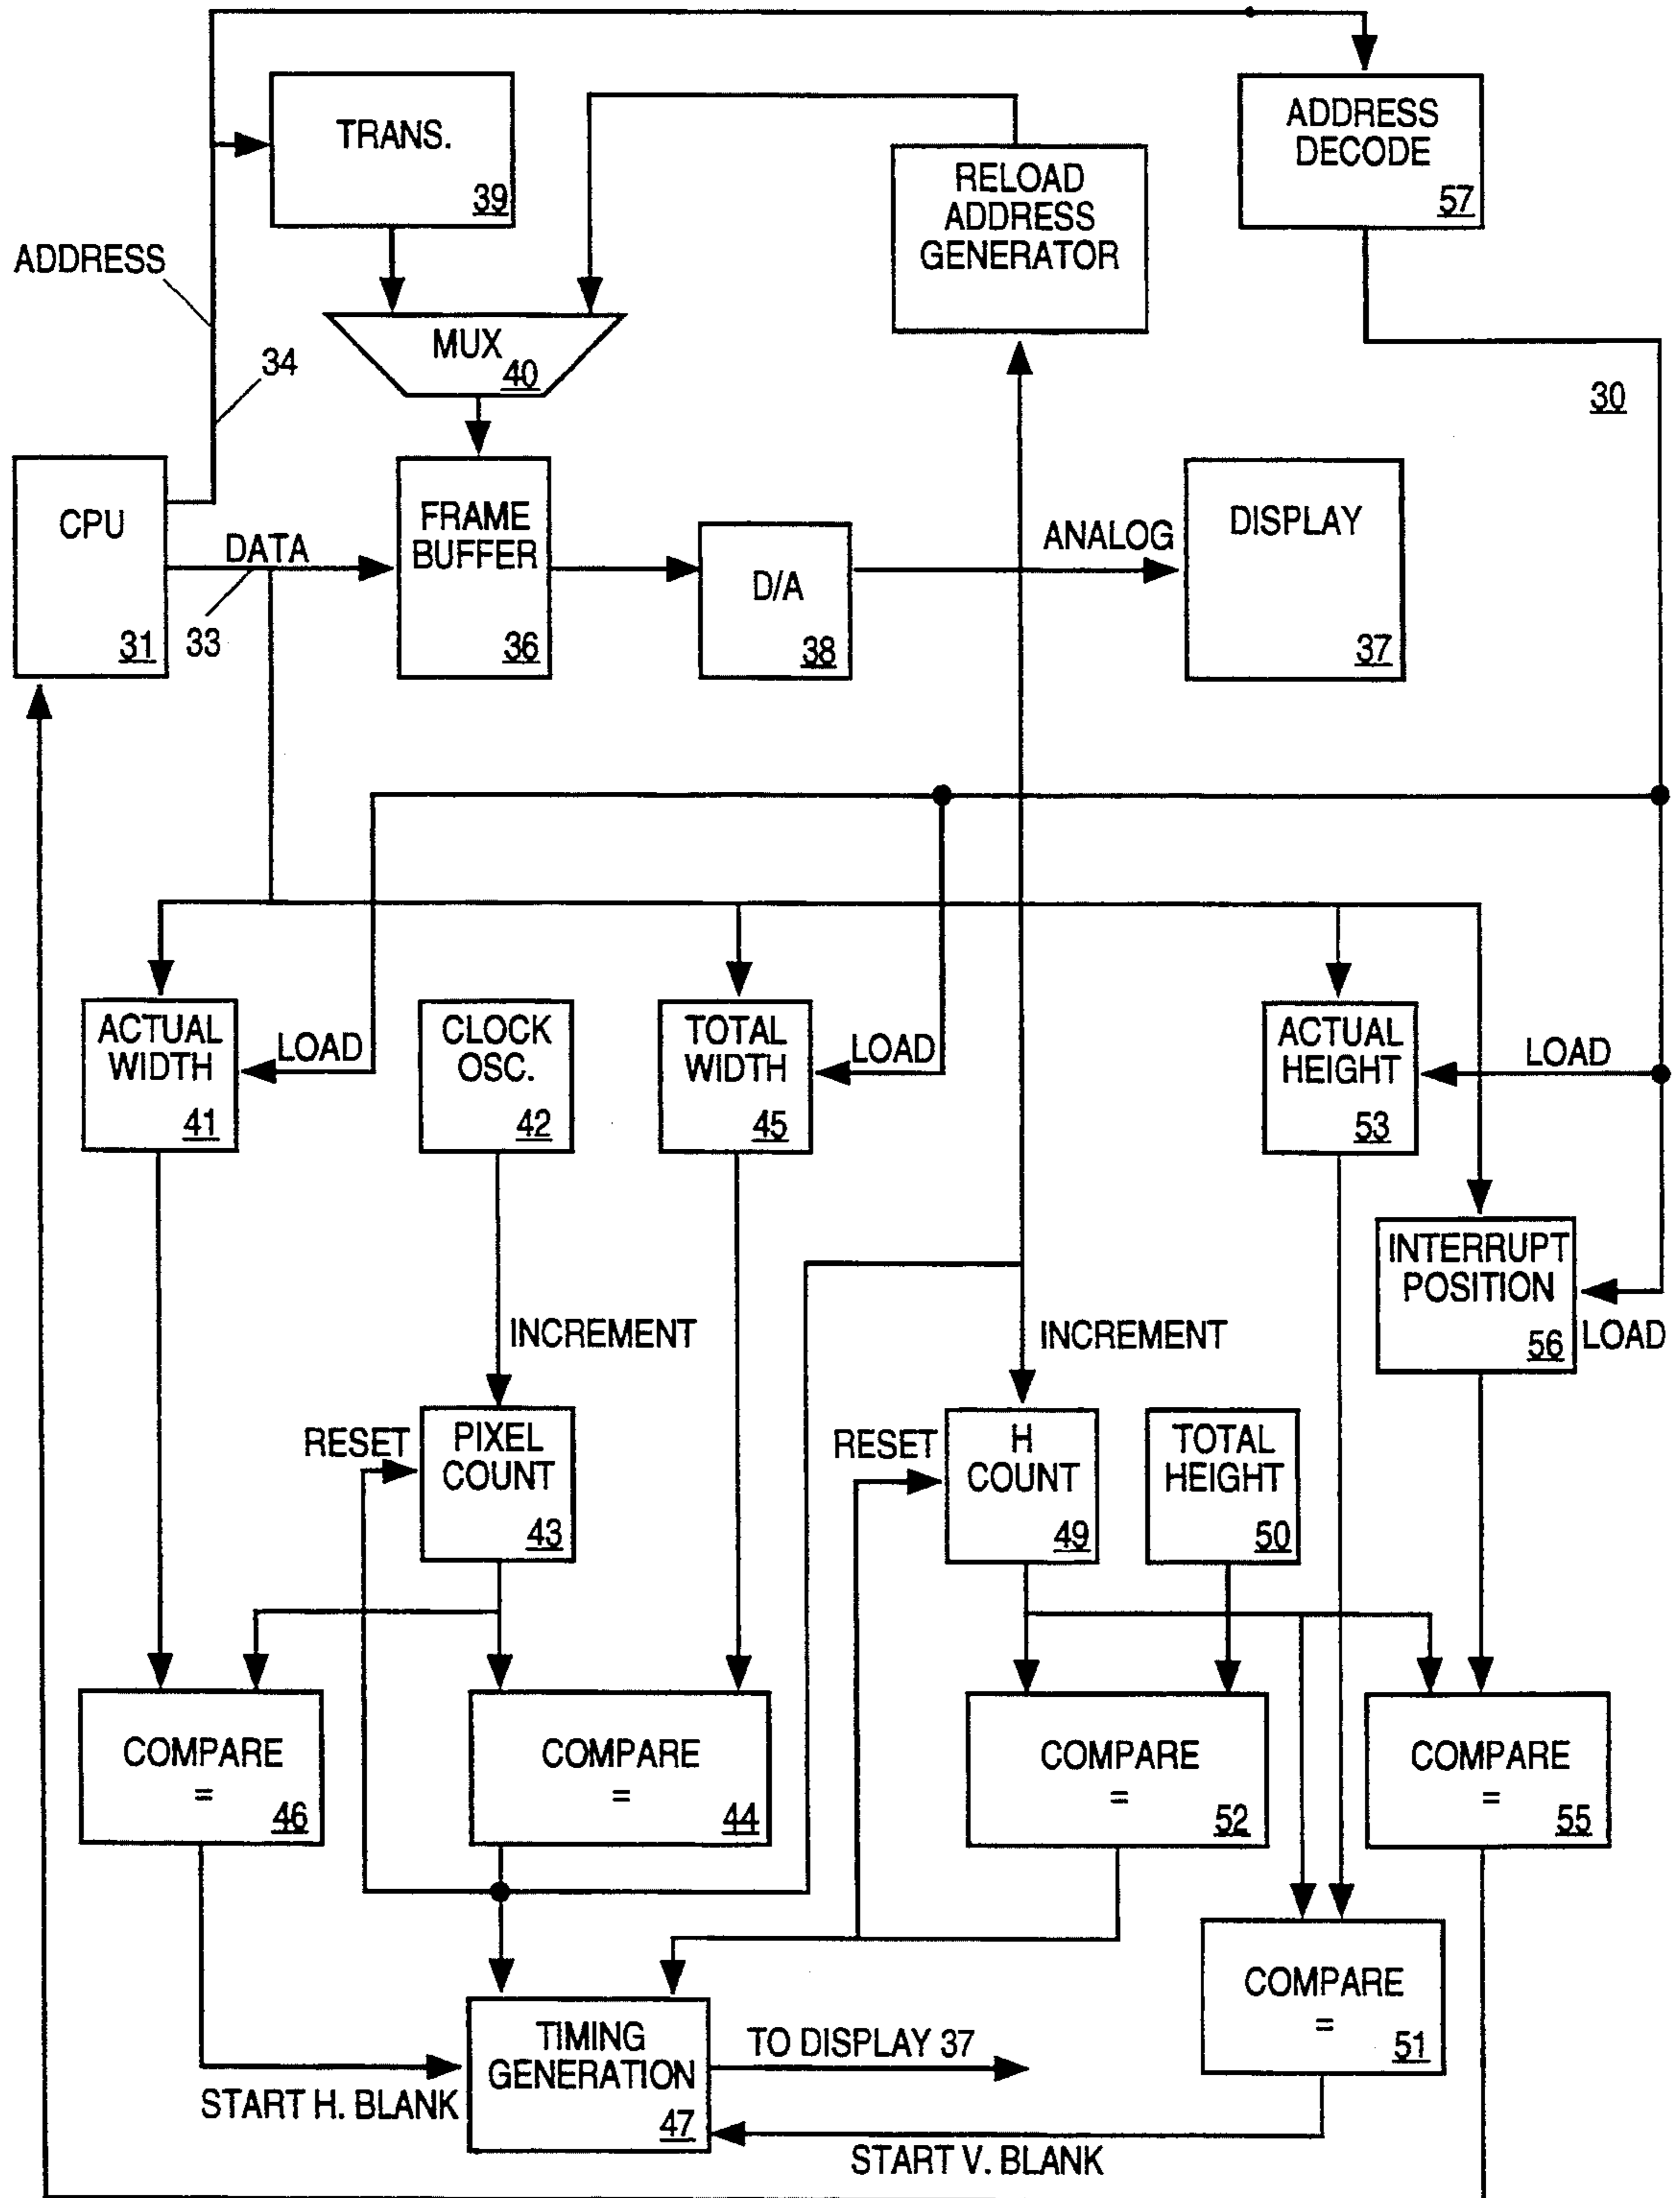 TRANS.
39
RELOAD
ADDRESS
GENERATOR
ADDRESS
DECODE
57
ADDRESS
34
MUX
40
30
CPU
31
DATA
33
FRAME
BUFFER
36
D/A
38
ANALOG
DISPLAY
37
ACTUAL
WIDTH
41
LOAD
CLOCK
OSC.
42
TOTAL
WIDTH
45
LOAD
ACTUAL
HEIGHT
53
LOAD
INTERRUPT
POSITION
56
LOAD
INCREMENT
INCREMENT
RESET
PIXEL
COUNT
43
RESET
H
COUNT
49
TOTAL
HEIGHT
50
COMPARE
=
46
COMPARE
=
44
COMPARE
=
52
COMPARE
=
55
COMPARE
=
51
TIMING
GENERATION
47
TO DISPLAY 37
START H. BLANK
START V. BLANK